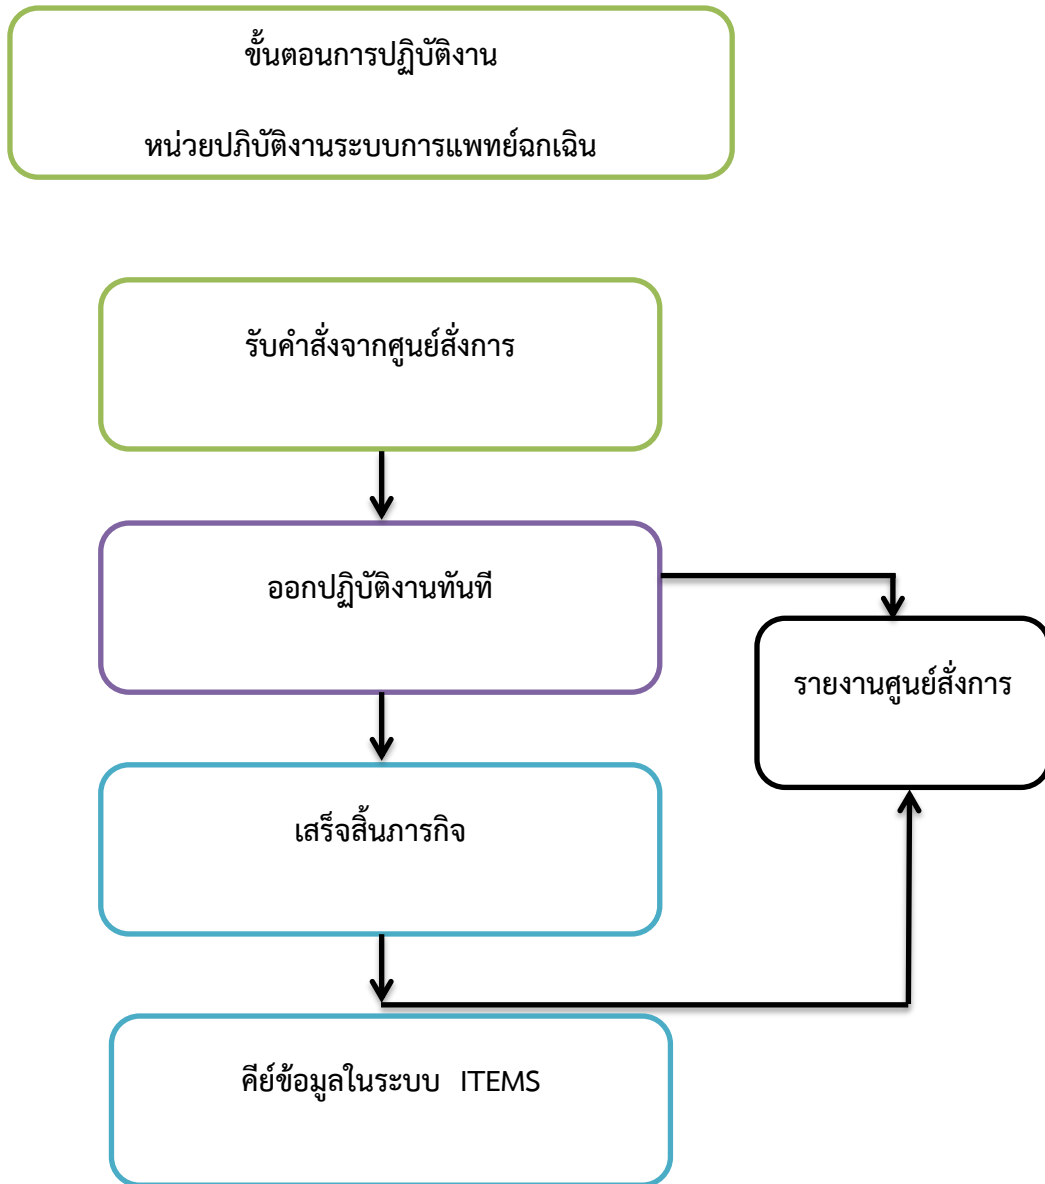 ขั้นตอนการปฏิบัติงาน
หน่วยปภิบัติงานระบบการแพทย์ฉกเฉิน
รับคำสั่งจากศูนย์สั่งการ
ออกปฏิบัติงานทันที
รายงานศูนย์สั่งการ
เสร็จสิ้นภารกิจ
คีย์ข้อมูลในระบบ ITEMS